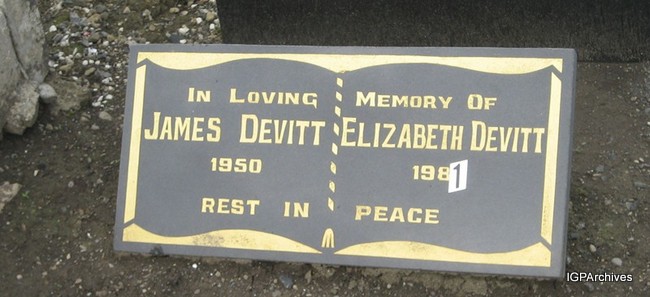 IN LOVING MEMORY OF
JAMES DEVITT ELIZABETH DEVITT
1950 1981
REST IN PEACE
IGPArchives